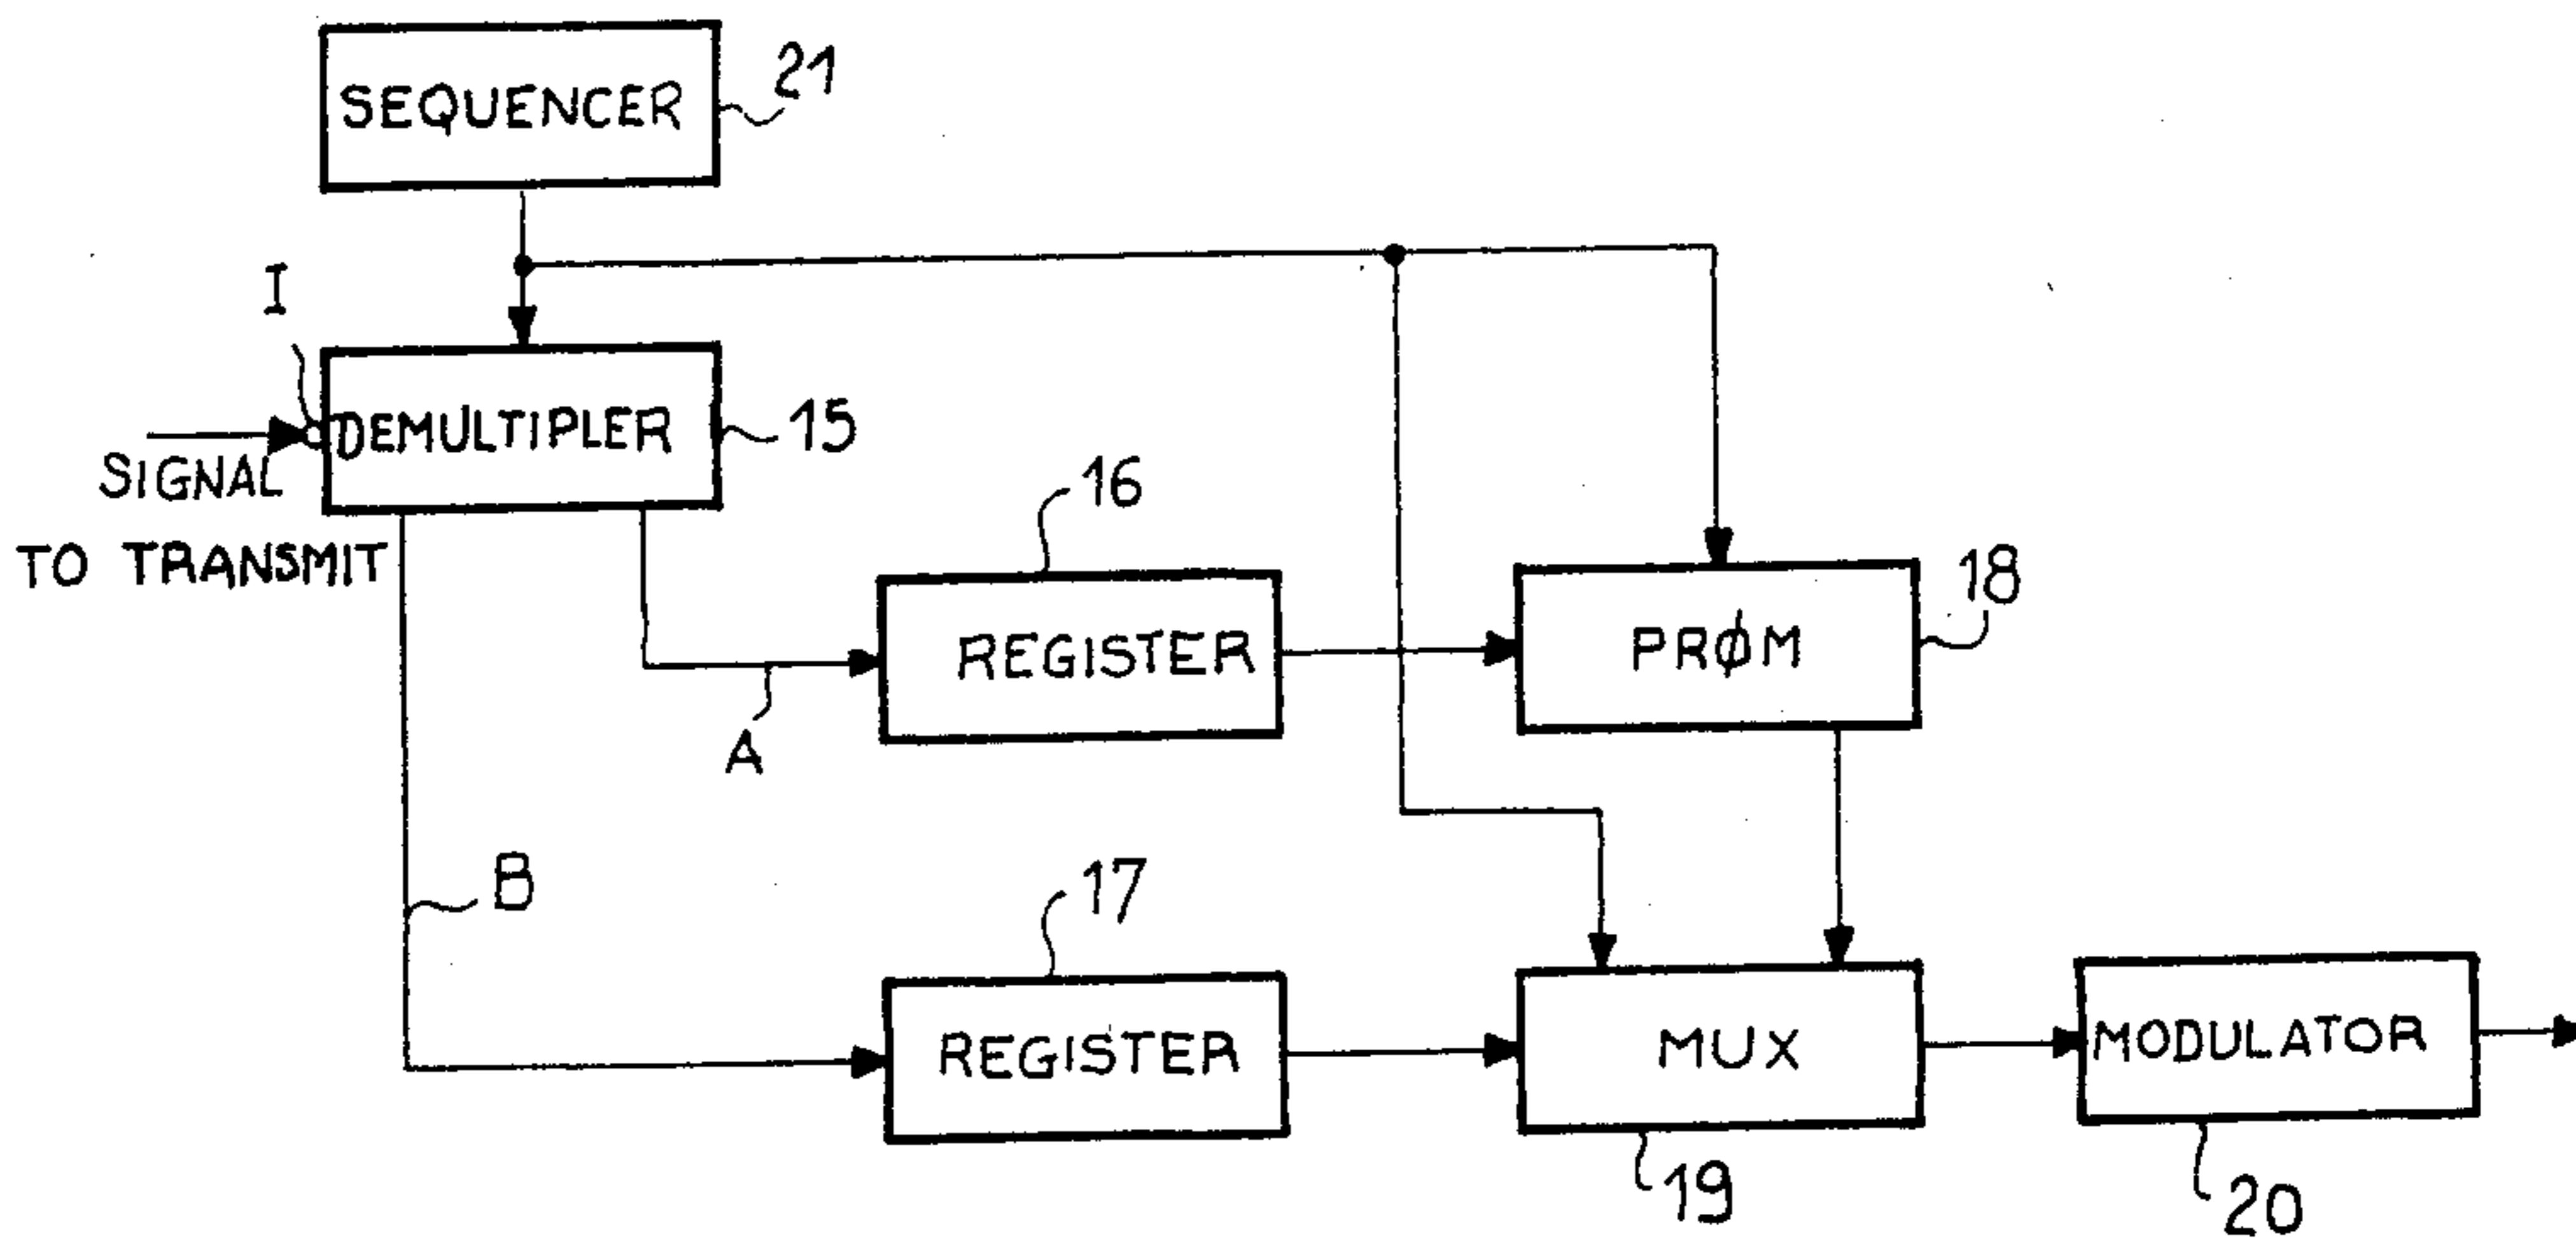 SEQUENCER
21
I
DEMULTIPLER
15
SIGNAL
TO TRANSMIT
16
REGISTER
A
PRØM
18
B
17
REGISTER
MUX
19
MODULATOR
20